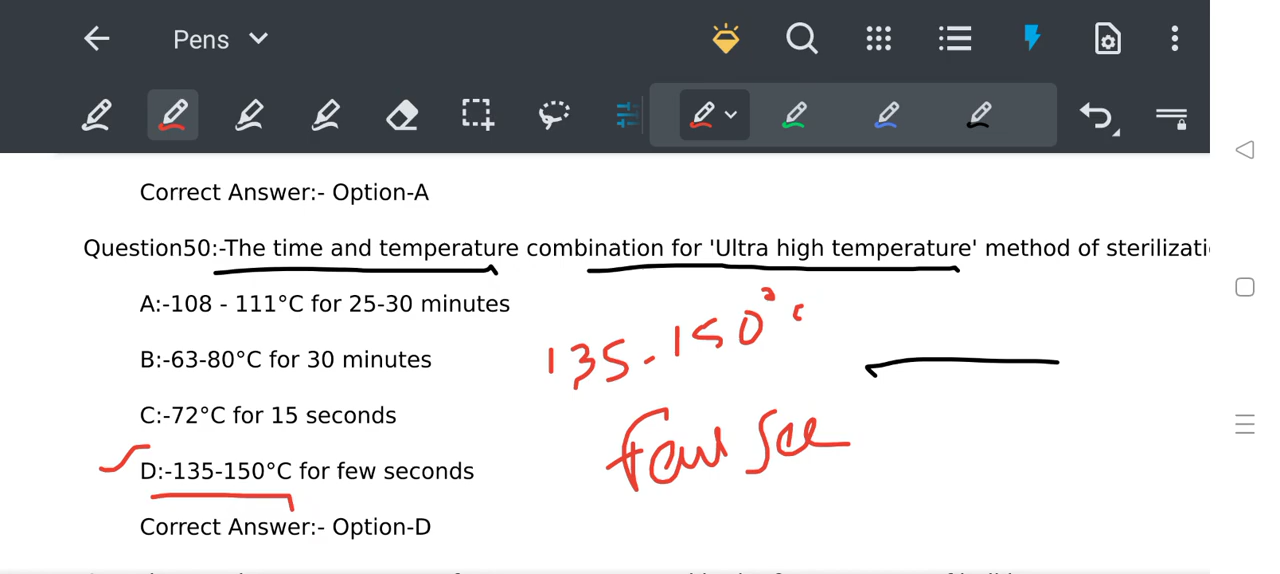 Pens
Correct Answer:- Option-A
Question50:-The time and temperature combination for 'Ultra high temperature' method of sterilizati
A:-108 - 111°C for 25-30 minutes
135-150°C
B:-63-80°C for 30 minutes
C:-72°C for 15 seconds
few Sec
D:-135-150°C for few seconds
Correct Answer:- Option-D